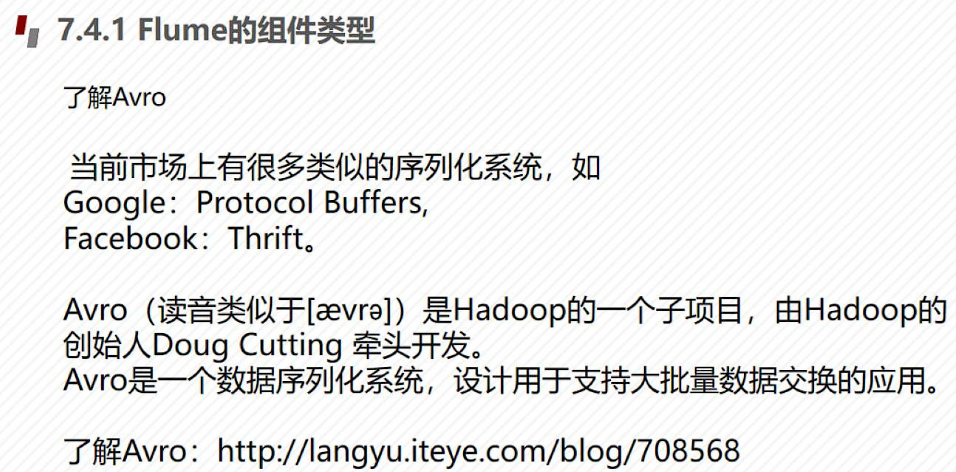 7.4.1 Flume的组件类型
了解Avro
当前市场上有很多类似的序列化系统，如
Google：Protocol Buffers,
Facebook：Thrift。
Avro（读音类似于[ævrə]）是Hadoop的一个子项目，由Hadoop的
创始人Doug Cutting 牵头开发。
Avro是一个数据序列化系统，设计用于支持大批量数据交换的应用。
了解Avro：http://langyu.iteye.com/blog/708568